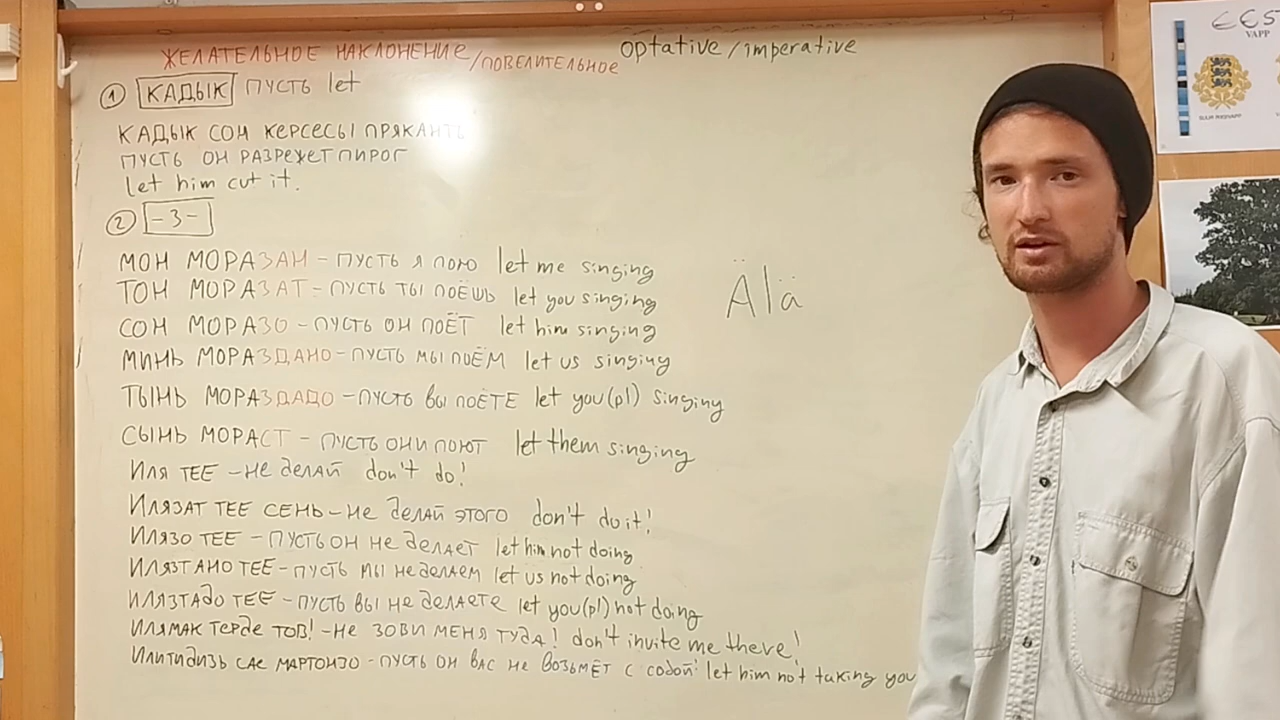 ЖЕЛАТЕЛЬНОЕ НАКЛОНЕНИЕ/ПОВЕЛИТЕЛЬНОЕ optative/imperative
① КАДЫК ПУСТЬ let
КАДЫК СОН КЕРСЕСЫ ПРЯКАНТЬ
ПУСТЬ ОН РАЗРЕЖЕТ ПИРОГ
let him cut it.
② -З-
МОН МОРАЗАН – ПУСТЬ Я ПОЮ let me singing
ТОН МОРАЗАТ – ПУСТЬ ТЫ ПОЁШЬ let you singing
СОН МОРАЗО – ПУСТЬ ОН ПОЁТ let him singing
МИНЬ МОРАЗДАНО – ПУСТЬ МЫ ПОЁМ let us singing
ТЫНЬ МОРАЗДАДО – ПУСТЬ ВЫ ПОЁТЕ let you(pl) singing
СЫНЬ МОРАСТ – ПУСТЬ ОНИ ПОЮТ let them singing
Älä
ИЛЯ ТЕЕ – НЕ ДЕЛАЙ don't do!
ИЛЯЗАТ ТЕЕ СЕНЬ – НЕ ДЕЛАЙ ЭТОГО don't do it!
ИЛЯЗО ТЕЕ – ПУСТЬ ОН НЕ ДЕЛАЕТ let him not doing
ИЛЯЗТАНО ТЕЕ – ПУСТЬ МЫ НЕ ДЕЛАЕМ let us not doing
ИЛЯЗТАДО ТЕЕ – ПУСТЬ ВЫ НЕ ДЕЛАЕТЕ let you(pl) not doing
ИЛЯМАК ТЕРДЕ ТОВ! – НЕ ЗОВИ МЕНЯ ТУДА! don't invite me there!
ИЛИТИДИЗЬ САЕ МАРТОНЗО – ПУСТЬ ОН ВАС НЕ ВОЗЬМЁТ С СОБОЙ! let him not taking you
EES
VAPP
SUUR RIIGIVAPP